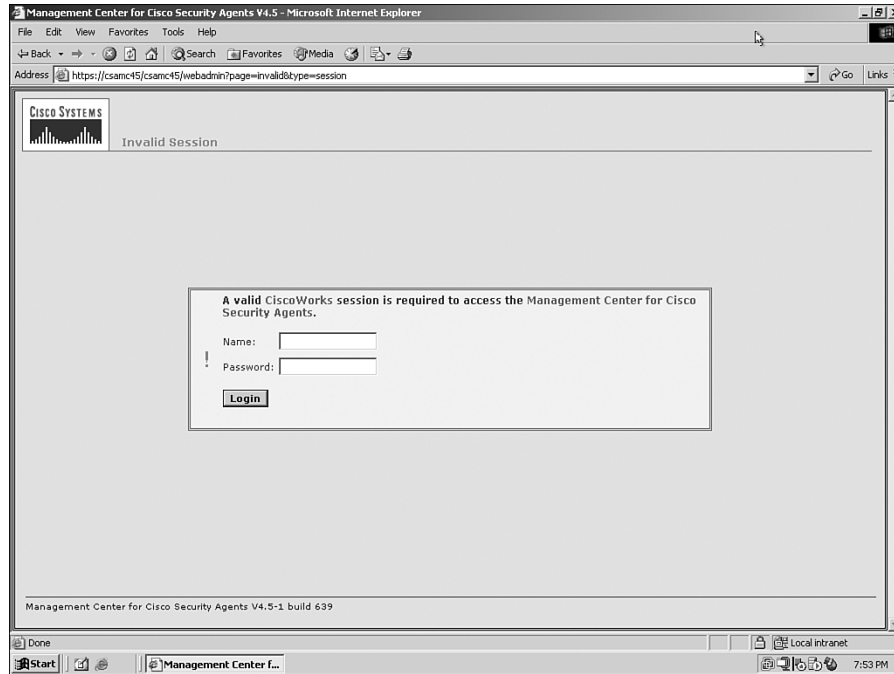 Management Center for Cisco Security Agents V4.5 - Microsoft Internet Explorer
File Edit View Favorites Tools Help
Back Search Favorites Media
Address https://csamc45/csamc45/webadmin?page=invalid&type=session Go Links
CISCO SYSTEMS
Invalid Session
A valid CiscoWorks session is required to access the Management Center for Cisco
Security Agents.
!
Name:
Password:
Login
Management Center for Cisco Security Agents V4.5-1 build 639
Done Local intranet
Start Management Center f... 7:53 PM